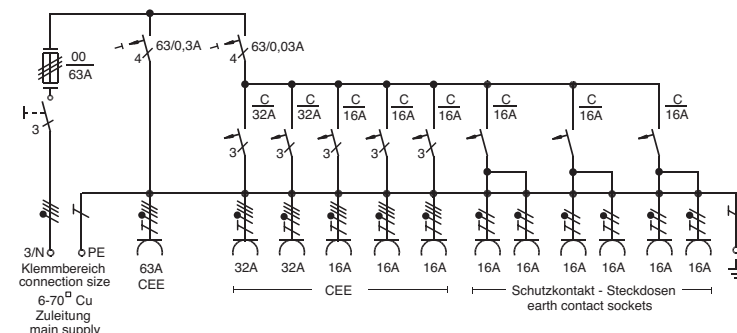 00
63A
4 63/0,3A
4 63/0,03A
C C C C C C C C
32A 32A 16A 16A 16A 16A 16A 16A
3
3 3 3 3 3
3/N PE
Klemmbereich
connection size
6-70□ Cu
Zuleitung
main supply
63A
CEE
32A 32A 16A 16A 16A 16A 16A 16A 16A 16A 16A
CEE
Schutzkontakt - Steckdosen
earth contact sockets